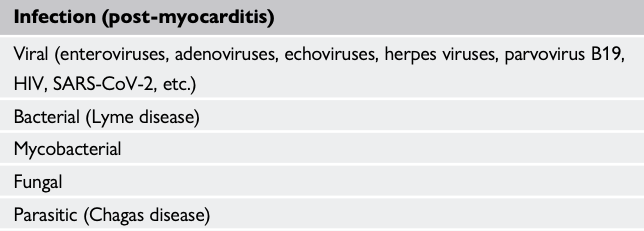 Infection (post-myocarditis)
Viral (enteroviruses, adenoviruses, echoviruses, herpes viruses, parvovirus B19,
HIV, SARS-CoV-2, etc.)
Bacterial (Lyme disease)
Mycobacterial
Fungal
Parasitic (Chagas disease)